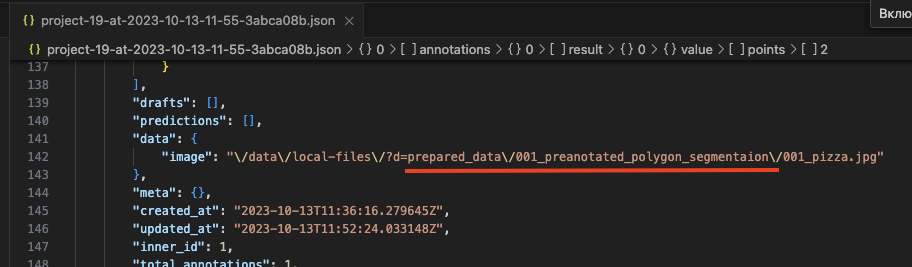 {} project-19-at-2023-10-13-11-55-3abca08b.json ×
Вклю
{} project-19-at-2023-10-13-11-55-3abca08b.json > {} 0 > [ ] annotations > {} 0 > [ ] result > {} 0 > {} value > [ ] points > [ ] 2
137 }
138 ],
139 "drafts": [],
140 "predictions": [],
141 "data": {
142 "image": "\/data\/local-files\/?d=prepared_data\/001_preanotated_polygon_segmentaion\/001_pizza.jpg"
143 },
144 "meta": {},
145 "created_at": "2023-10-13T11:36:16.279645Z",
146 "updated_at": "2023-10-13T11:52:24.033148Z",
147 "inner_id": 1,
148 "total_annotations": 1,